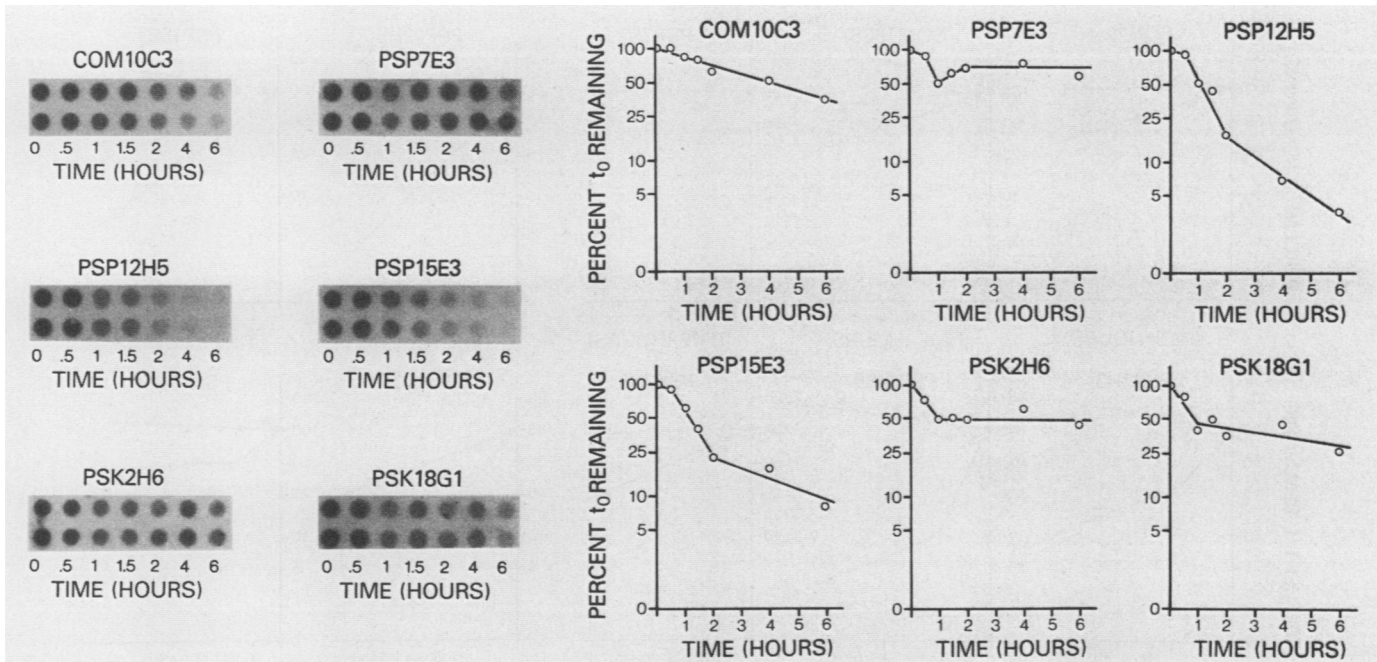 COM10C3
PSP7E3
0 .5 1 1.5 2 4 6
0 .5 1 1.5 2 4 6
TIME (HOURS)
TIME (HOURS)
PSP12H5
PSP15E3
0 .5 1 1.5 2 4 6
0 .5 1 1.5 2 4 6
TIME (HOURS)
TIME (HOURS)
PSK2H6
PSK18G1
0 .5 1 1.5 2 4 6
0 .5 1 1.5 2 4 6
TIME (HOURS)
TIME (HOURS)
PERCENT t0 REMAINING
COM10C3
100
50
25
10
5
0
1 2 3 4 5 6
TIME (HOURS)
PSP7E3
100
50
25
10
5
0
1 2 3 4 5 6
TIME (HOURS)
PSP12H5
100
50
25
10
5
0
1 2 3 4 5 6
TIME (HOURS)
PERCENT t0 REMAINING
PSP15E3
100
50
25
10
5
0
1 2 3 4 5 6
TIME (HOURS)
PSK2H6
100
50
25
10
5
0
1 2 3 4 5 6
TIME (HOURS)
PSK18G1
100
50
25
10
5
0
1 2 3 4 5 6
TIME (HOURS)